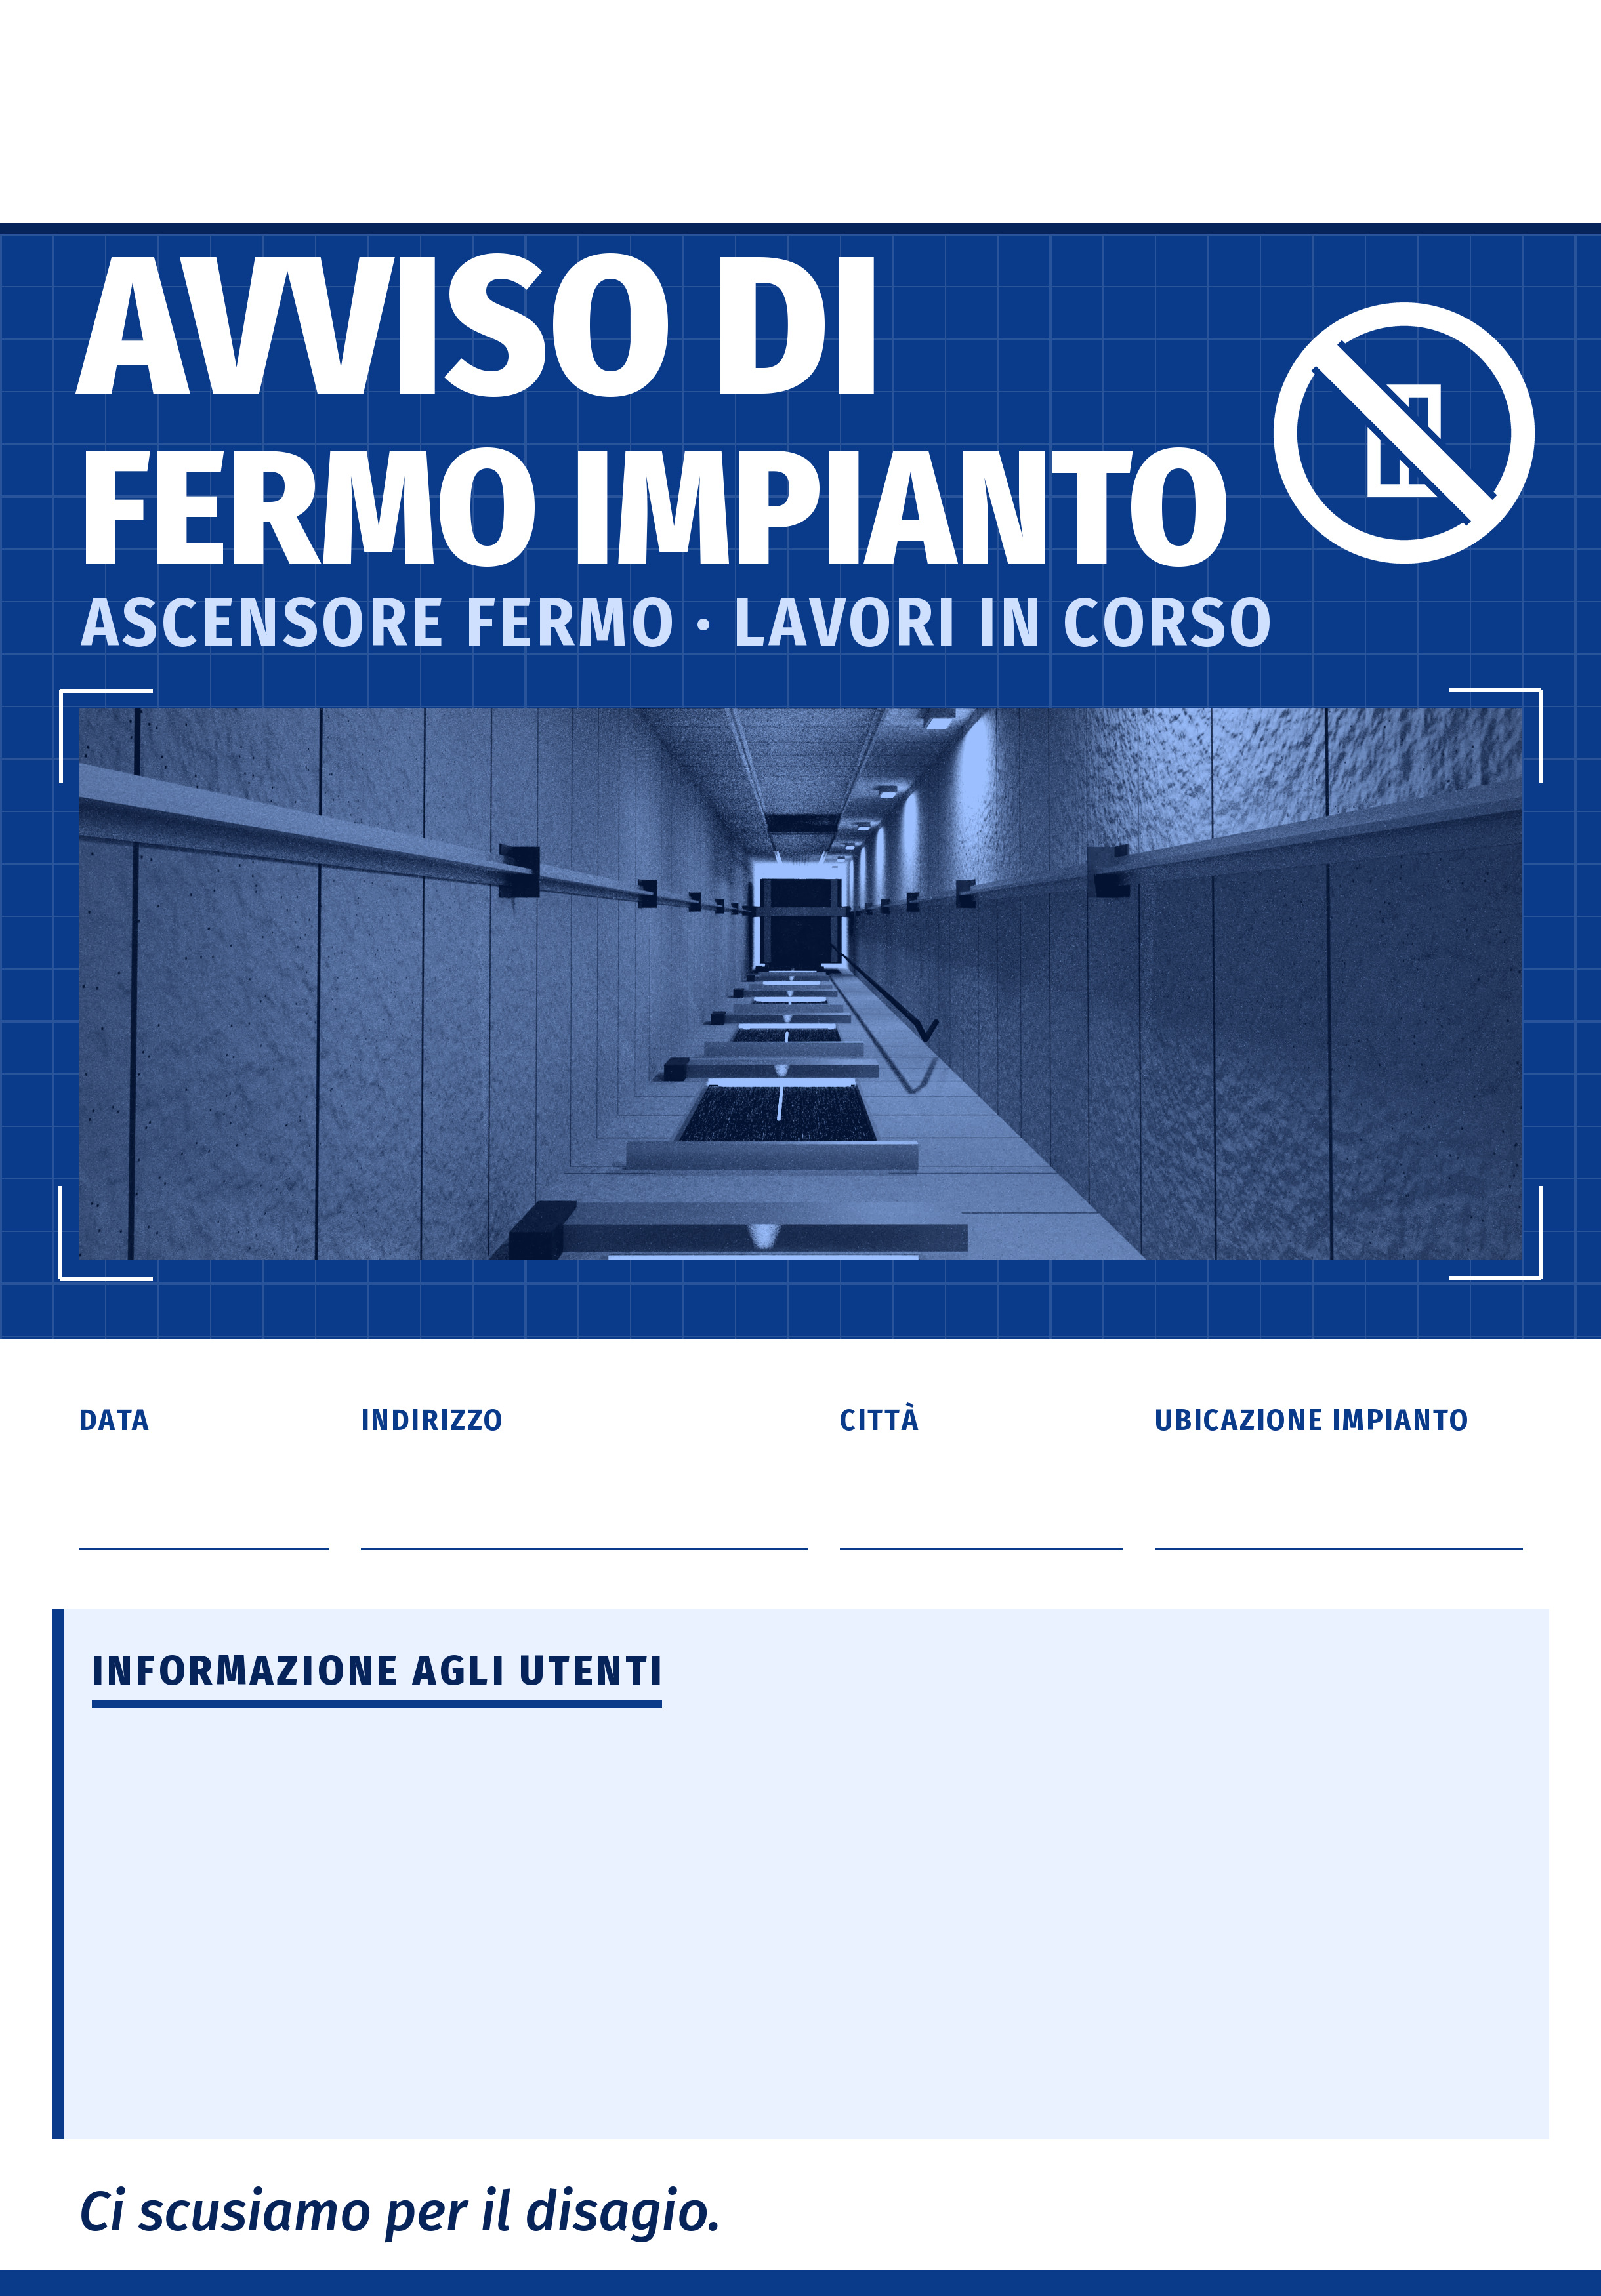 AVVISO DI
FERMO IMPIANTO
ASCENSORE FERMO · LAVORI IN CORSO
DATA
INDIRIZZO
CITTÀ
UBICAZIONE IMPIANTO
INFORMAZIONE AGLI UTENTI
Ci scusiamo per il disagio.